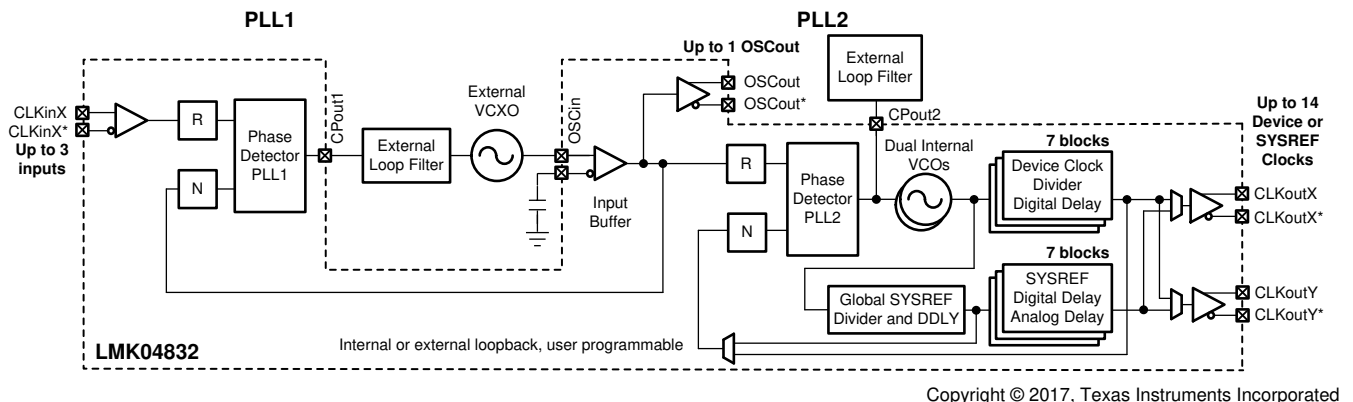 PLL1
PLL2
Up to 1 OSCout
External
Loop Filter
OSCout
OSCout*
CLKinX
CLKinX*
Up to 3
inputs
R
N
Phase
Detector
PLL1
CPout1
External
Loop Filter
External
VCXO
OSCin
Input
Buffer
R
N
Phase
Detector
PLL2
CPout2
Dual Internal
VCOs
7 blocks
Device Clock
Divider
Digital Delay
Up to 14
Device or
SYSREF
Clocks
CLKoutX
CLKoutX*
7 blocks
SYSREF
Digital Delay
Analog Delay
Global SYSREF
Divider and DDLY
CLKoutY
CLKoutY*
LMK04832
Internal or external loopback, user programmable
Copyright © 2017, Texas Instruments Incorporated